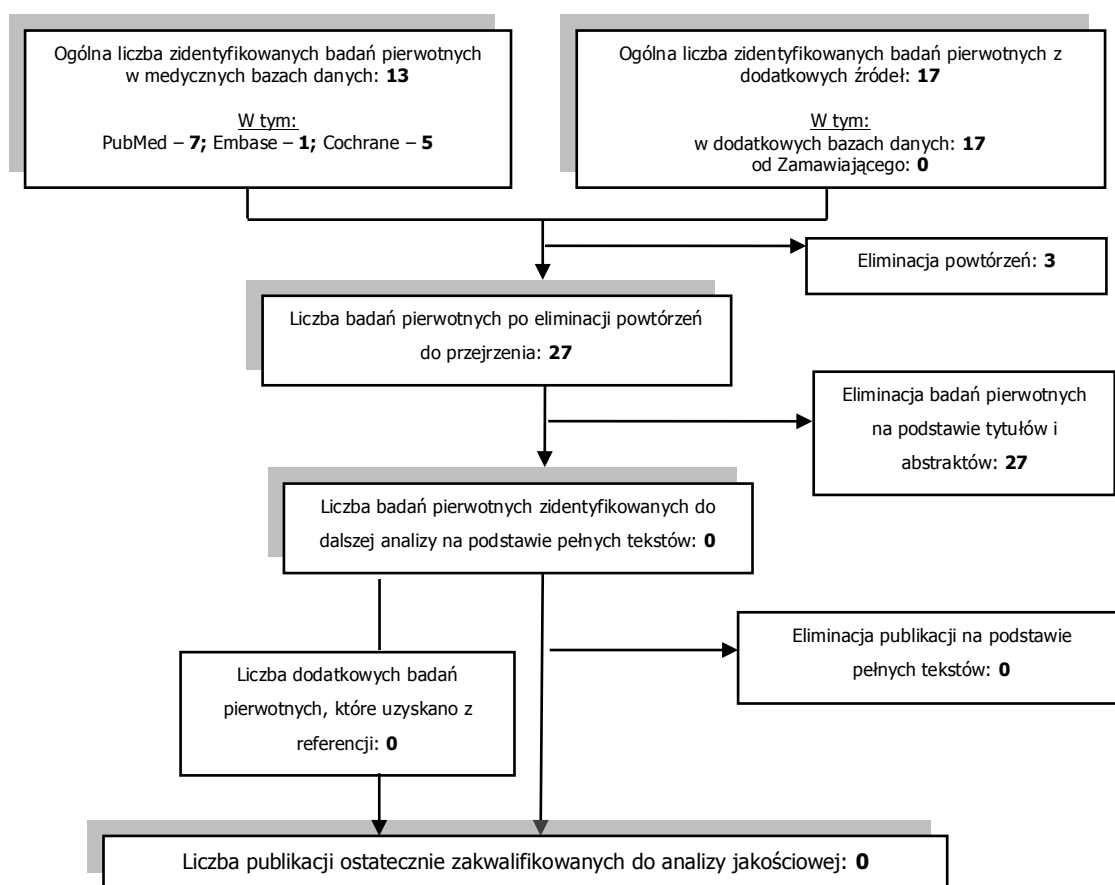 Ogólna liczba zidentyfikowanych badań pierwotnych
w medycznych bazach danych: 13
W tym:
PubMed – 7; Embase – 1; Cochrane – 5
Ogólna liczba zidentyfikowanych badań pierwotnych z
dodatkowych źródeł: 17
W tym:
w dodatkowych bazach danych: 17
od Zamawiającego: 0
Eliminacja powtórzeń: 3
Liczba badań pierwotnych po eliminacji powtórzeń
do przejrzenia: 27
Eliminacja badań pierwotnych
na podstawie tytułów i
abstraktów: 27
Liczba badań pierwotnych zidentyfikowanych do
dalszej analizy na podstawie pełnych tekstów: 0
Eliminacja publikacji na podstawie
pełnych tekstów: 0
Liczba dodatkowych badań
pierwotnych, które uzyskano z
referencji: 0
Liczba publikacji ostatecznie zakwalifikowanych do analizy jakościowej: 0